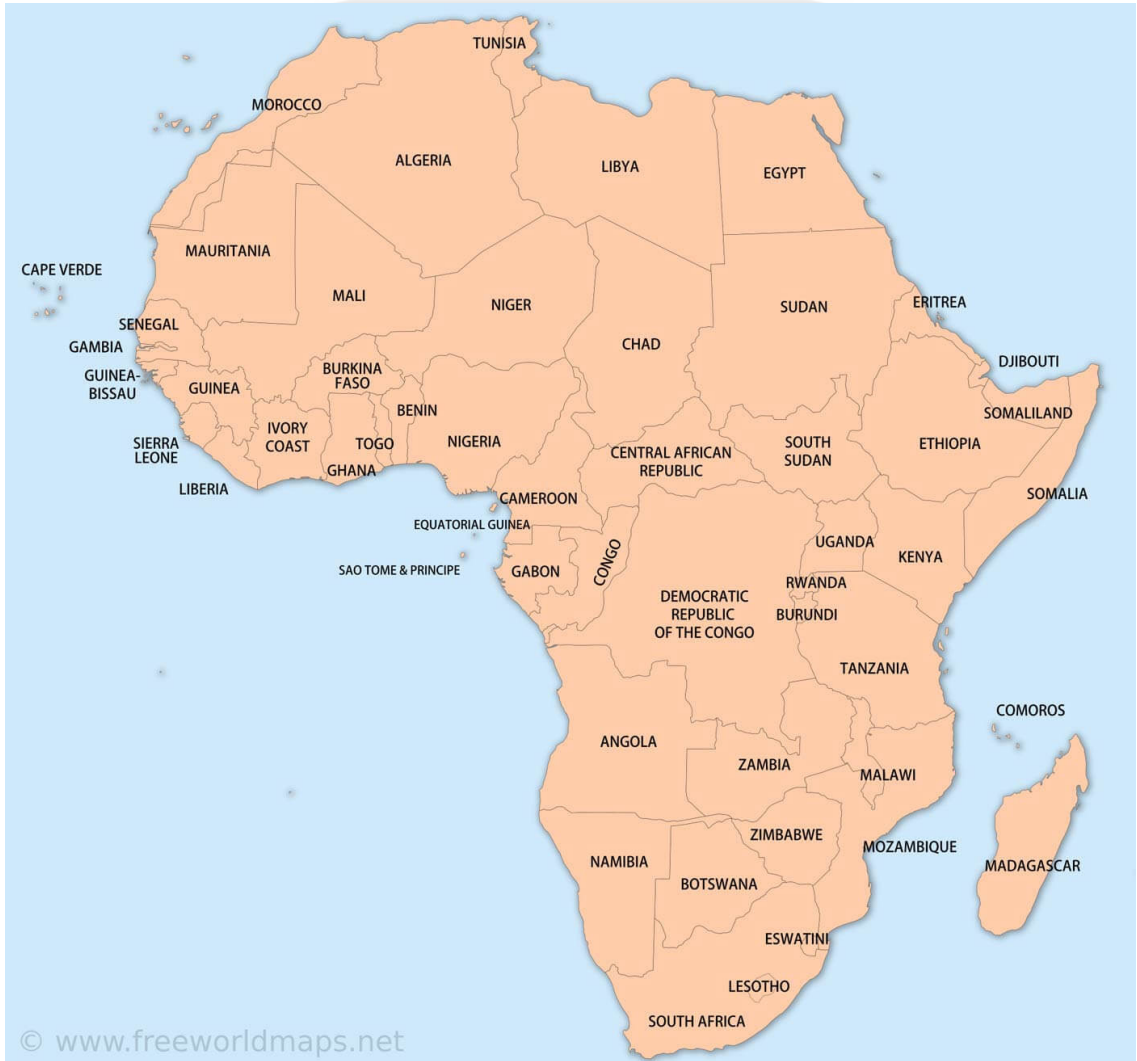 TUNISIA
MOROCCO
ALGERIA
LIBYA
EGYPT
MAURITANIA
CAPE VERDE
MALI
NIGER
SUDAN
ERITREA
SENEGAL
CHAD
GAMBIA
DJIBOUTI
GUINEA-
BISSAU
GUINEA
BURKINA
FASO
BENIN
SOMALILAND
IVORY
COAST
TOGO
NIGERIA
SOUTH
SUDAN
ETHIOPIA
SIERRA
LEONE
CENTRAL AFRICAN
REPUBLIC
GHANA
LIBERIA
CAMEROON
SOMALIA
EQUATORIAL GUINEA
UGANDA
KENYA
SAO TOME & PRINCIPE
GABON
CONGO
RWANDA
DEMOCRATIC
REPUBLIC
OF THE CONGO
BURUNDI
TANZANIA
COMOROS
ANGOLA
ZAMBIA
MALAWI
ZIMBABWE
MOZAMBIQUE
NAMIBIA
BOTSWANA
MADAGASCAR
ESWATINI
LESOTHO
SOUTH AFRICA
© www.freeworldmaps.net